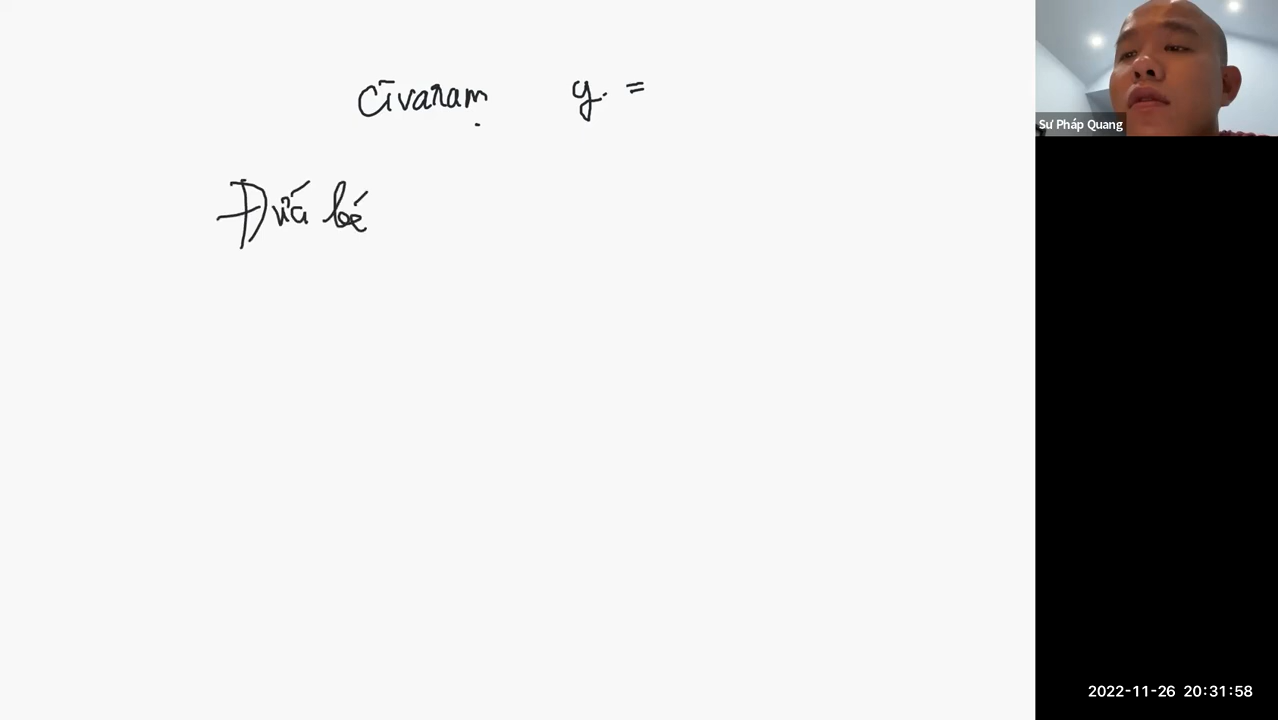 cīvaraṃ y. =
Đứa bé
Sư Pháp Quang
2022-11-26 20:31:58